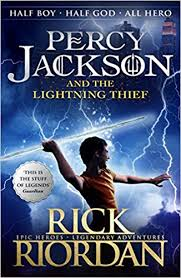 HALF BOY · HALF GOD · ALL HERO
PERCY
JACKSON
AND THE
LIGHTNING THIEF
'THIS IS
THE STUFF
OF LEGENDS'
Guardian
RICK
EPIC HEROES · LEGENDARY ADVENTURES
RIORDAN